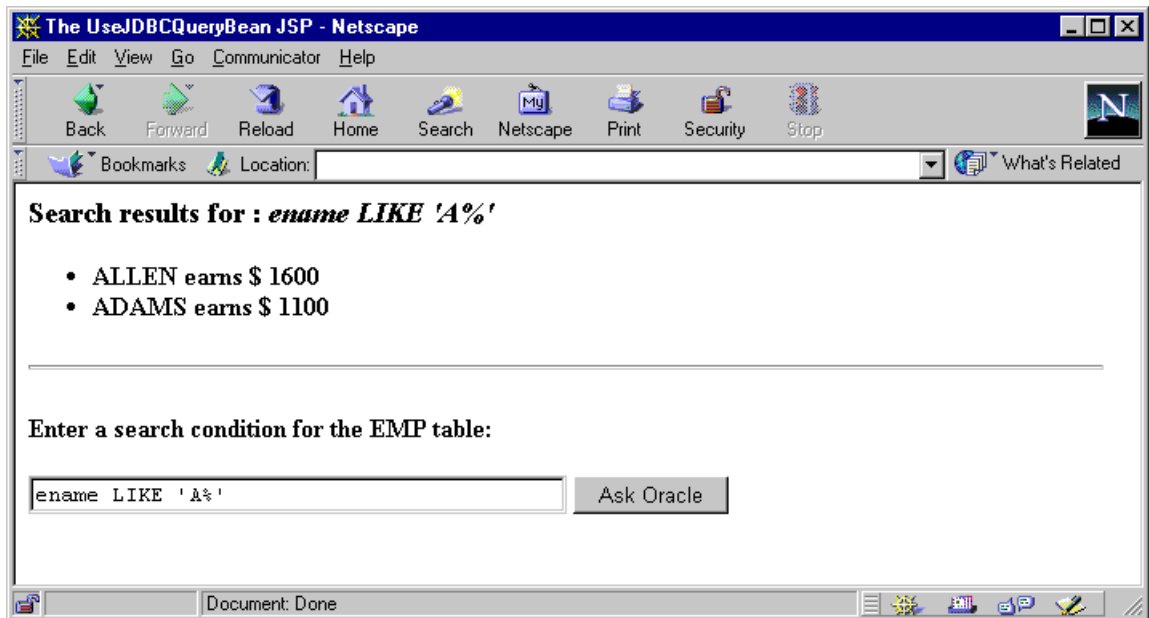 The UseJDBCQueryBean JSP - Netscape
File Edit View Go Communicator Help
Back Forward Reload Home Search Netscape Print Security Stop
My
N
Bookmarks Location: What's Related
Search results for : ename LIKE 'A%'
• ALLEN earns $ 1600
• ADAMS earns $ 1100
Enter a search condition for the EMP table:
ename LIKE 'A%' Ask Oracle
Document: Done